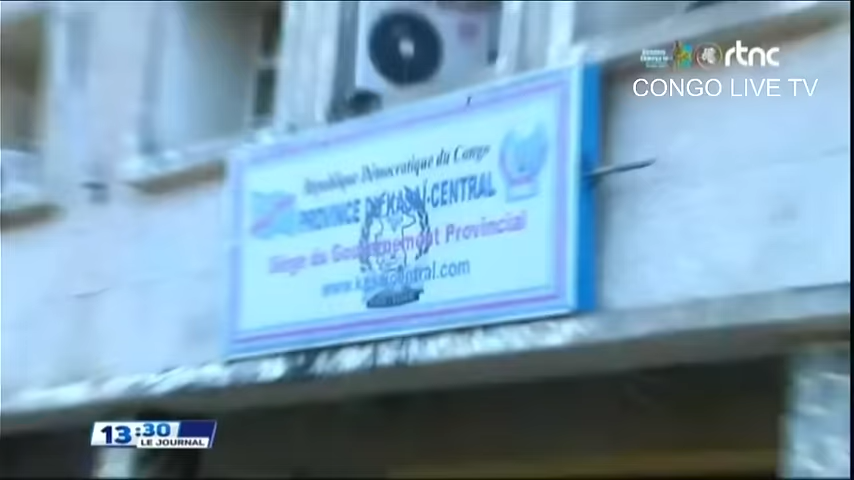 rtnc
CONGO LIVE TV
République Démocratique du Congo
PROVINCE DU KASAÏ-CENTRAL
Siège du Gouvernement Provincial
13:30
LE JOURNAL